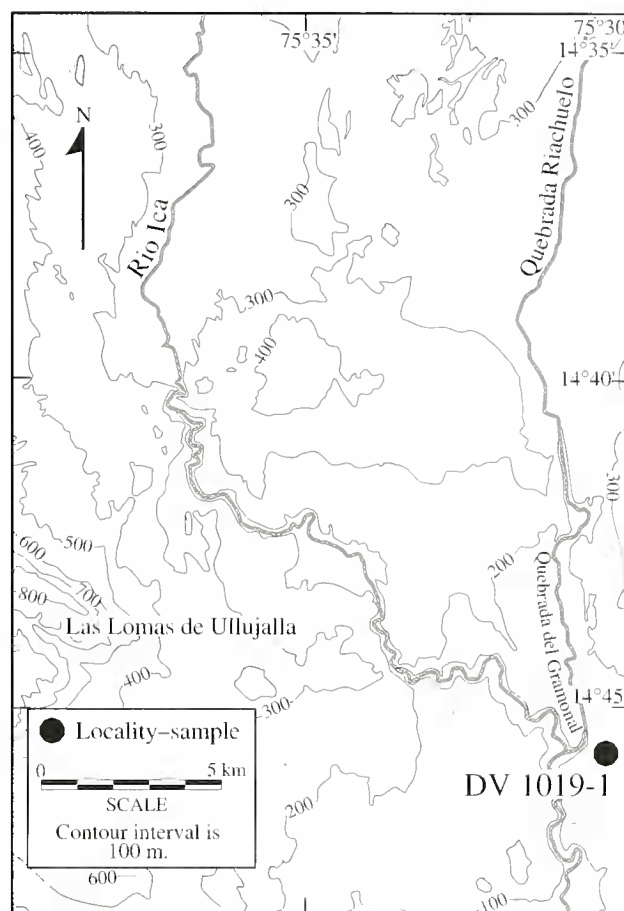 75°35'
75°30'
14°35'
400
300
N
300
300
Quebrada Riachuelo
Rio Ica
300
400
14°40'
300
500
600
700
800
200
Quebrada del Gramonal
Las Lomas de Ullujalla
400
300
14°45'
Locality–sample
0 5 km
SCALE
Contour interval is
100 m.
DV 1019-1
200
600
100